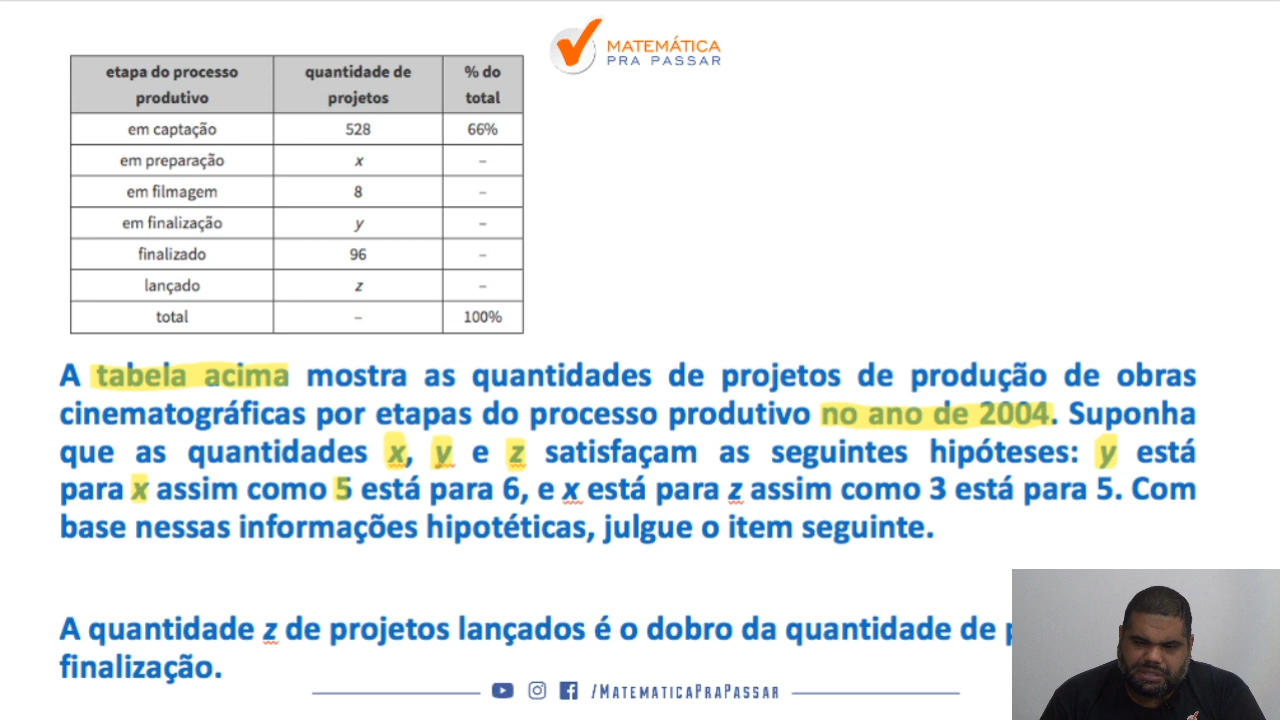 MATEMÁTICA
PRA PASSAR
etapa do processo produtivo quantidade de projetos % do total
em captação 528 66%
em preparação x –
em filmagem 8 –
em finalização y –
finalizado 96 –
lançado z –
total – 100%
A tabela acima mostra as quantidades de projetos de produção de obras
cinematográficas por etapas do processo produtivo no ano de 2004. Suponha
que as quantidades x, y e z satisfaçam as seguintes hipóteses: y está
para x assim como 5 está para 6, e x está para z assim como 3 está para 5. Com
base nessas informações hipotéticas, julgue o item seguinte.
A quantidade z de projetos lançados é o dobro da quantidade de
finalização.
/MatematicaPraPassar